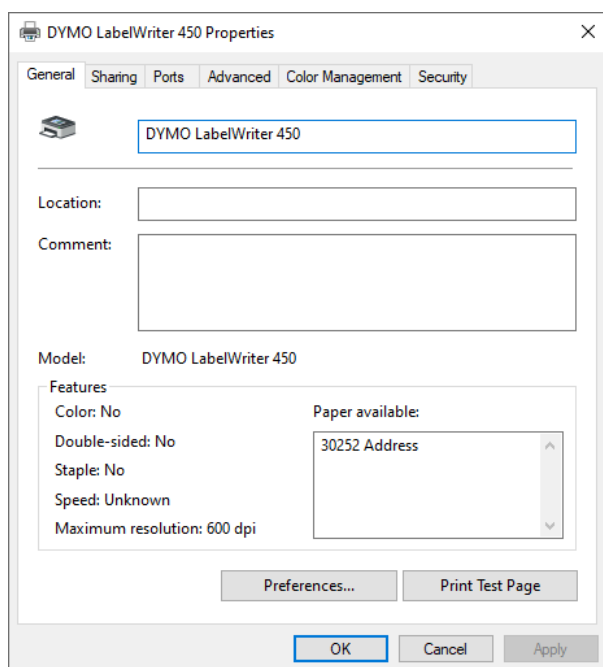 DYMO LabelWriter 450 Properties
General Sharing Ports Advanced Color Management Security
DYMO LabelWriter 450
Location:
Comment:
Model: DYMO LabelWriter 450
Features
Color: No
Double-sided: No
Staple: No
Speed: Unknown
Maximum resolution: 600 dpi
Paper available:
30252 Address
Preferences... Print Test Page
OK Cancel Apply